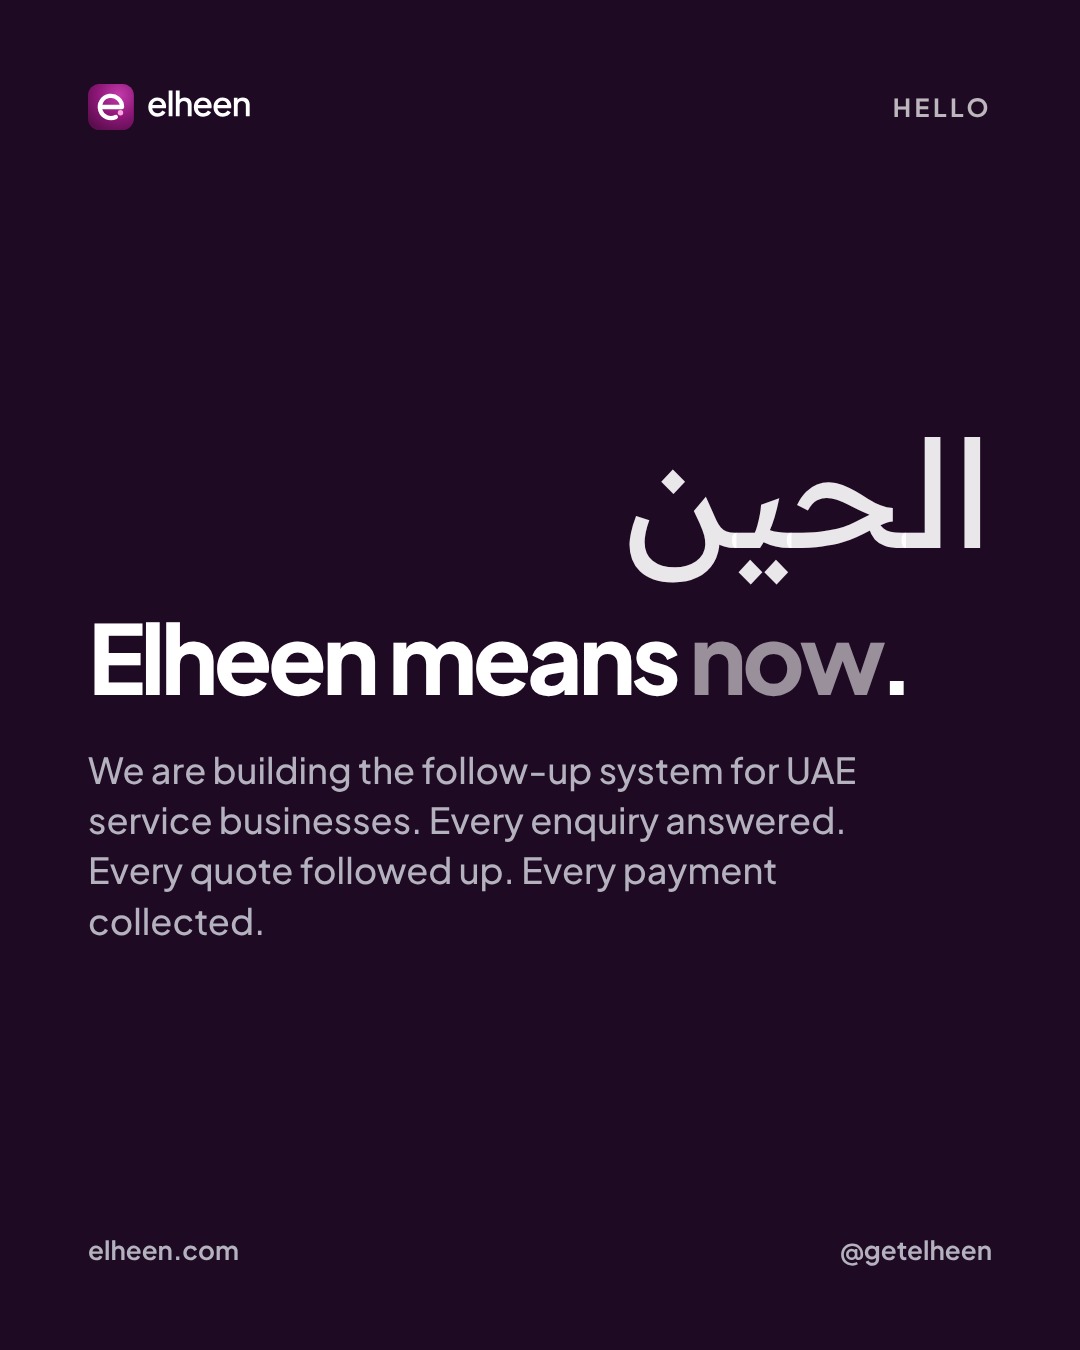 elheen
HELLO
الحين
Elheen means now.
We are building the follow-up system for UAE
service businesses. Every enquiry answered.
Every quote followed up. Every payment
collected.
elheen.com
@getelheen